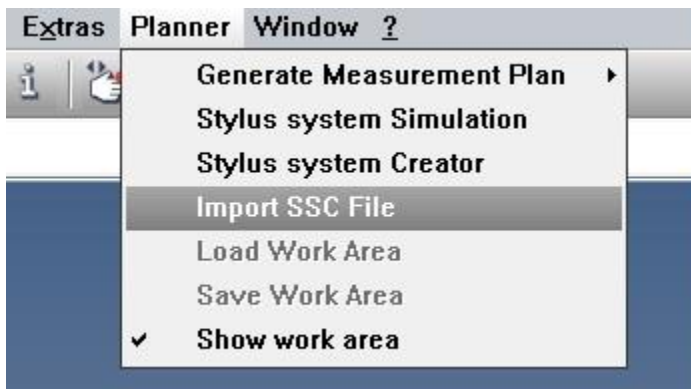 Extras Planner Window ?
Generate Measurement Plan
Stylus system Simulation
Stylus system Creator
Import SSC File
Load Work Area
Save Work Area
Show work area